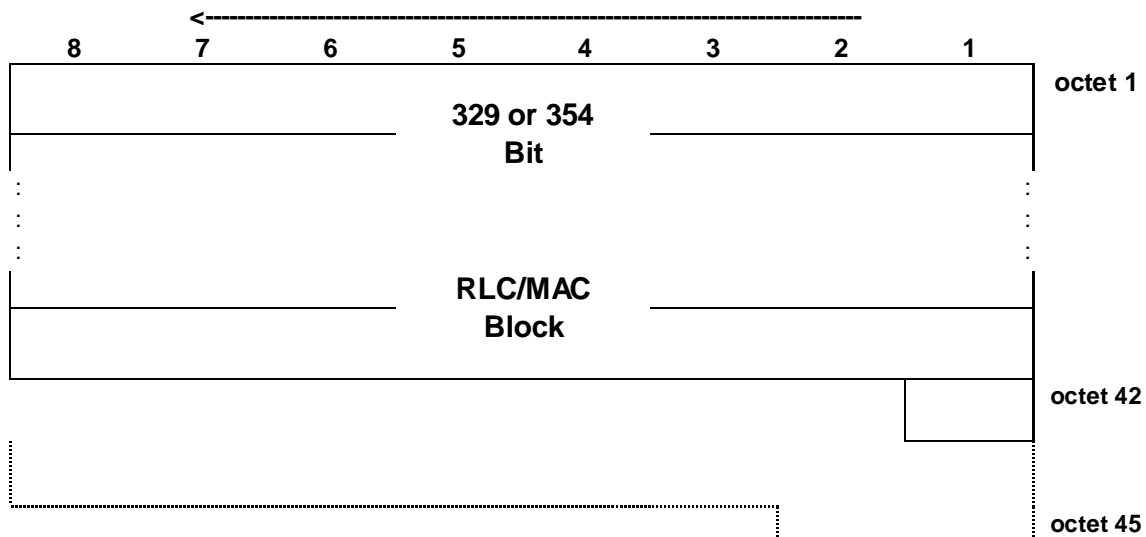 8 7 6 5 4 3 2 1
octet 1
329 or 354
Bit
:
:
:
:
:
:
RLC/MAC
Block
octet 42
octet 45